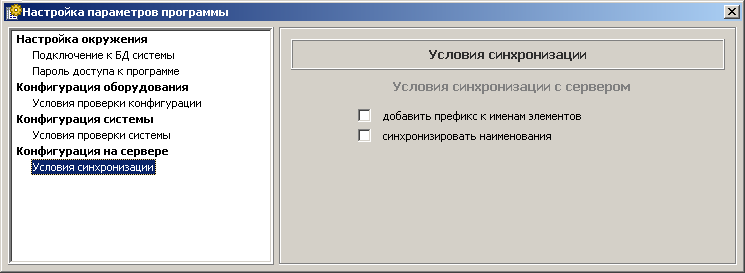 Настройка параметров программы
Настройка окружения
Подключение к БД системы
Пароль доступа к программе
Конфигурация оборудования
Условия проверки конфигурации
Конфигурация системы
Условия проверки системы
Конфигурация на сервере
Условия синхронизации
Условия синхронизации
Условия синхронизации с сервером
добавить префикс к именам элементов
синхронизировать наименования